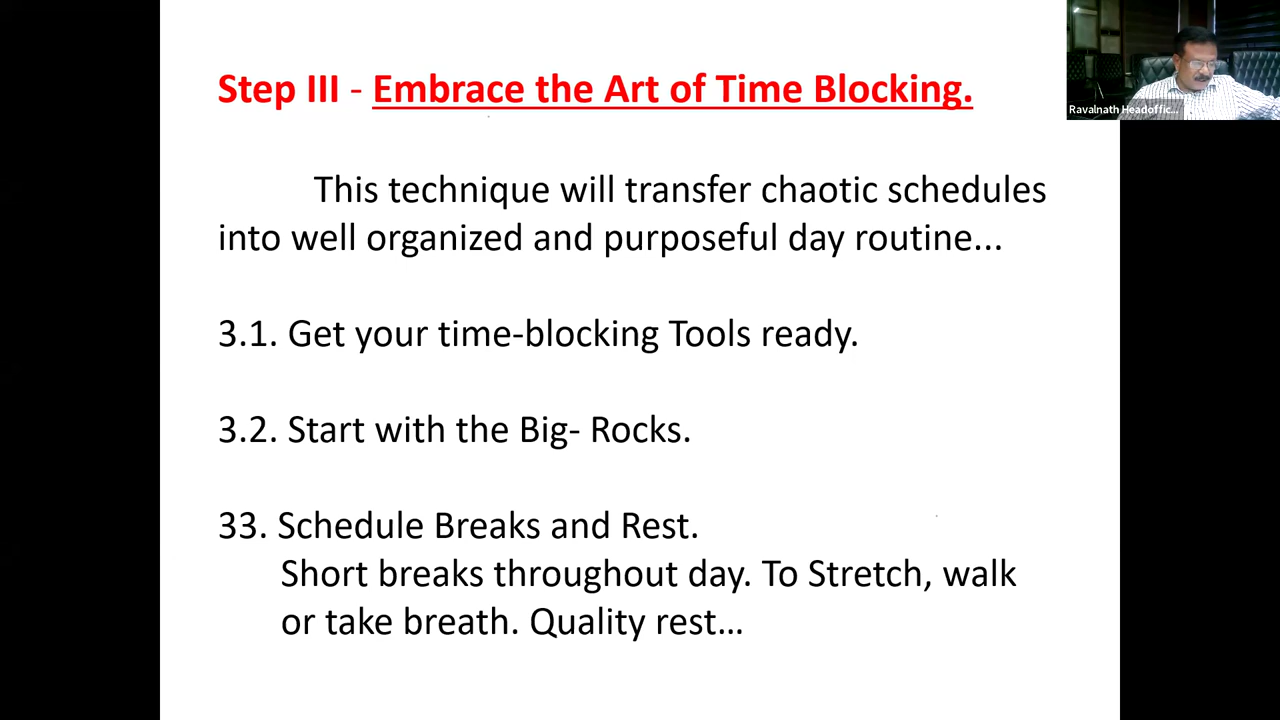 Step III - Embrace the Art of Time Blocking.
Ravalnath Headoffic...
This technique will transfer chaotic schedules
into well organized and purposeful day routine...
3.1. Get your time-blocking Tools ready.
3.2. Start with the Big- Rocks.
33. Schedule Breaks and Rest.
Short breaks throughout day. To Stretch, walk
or take breath. Quality rest...